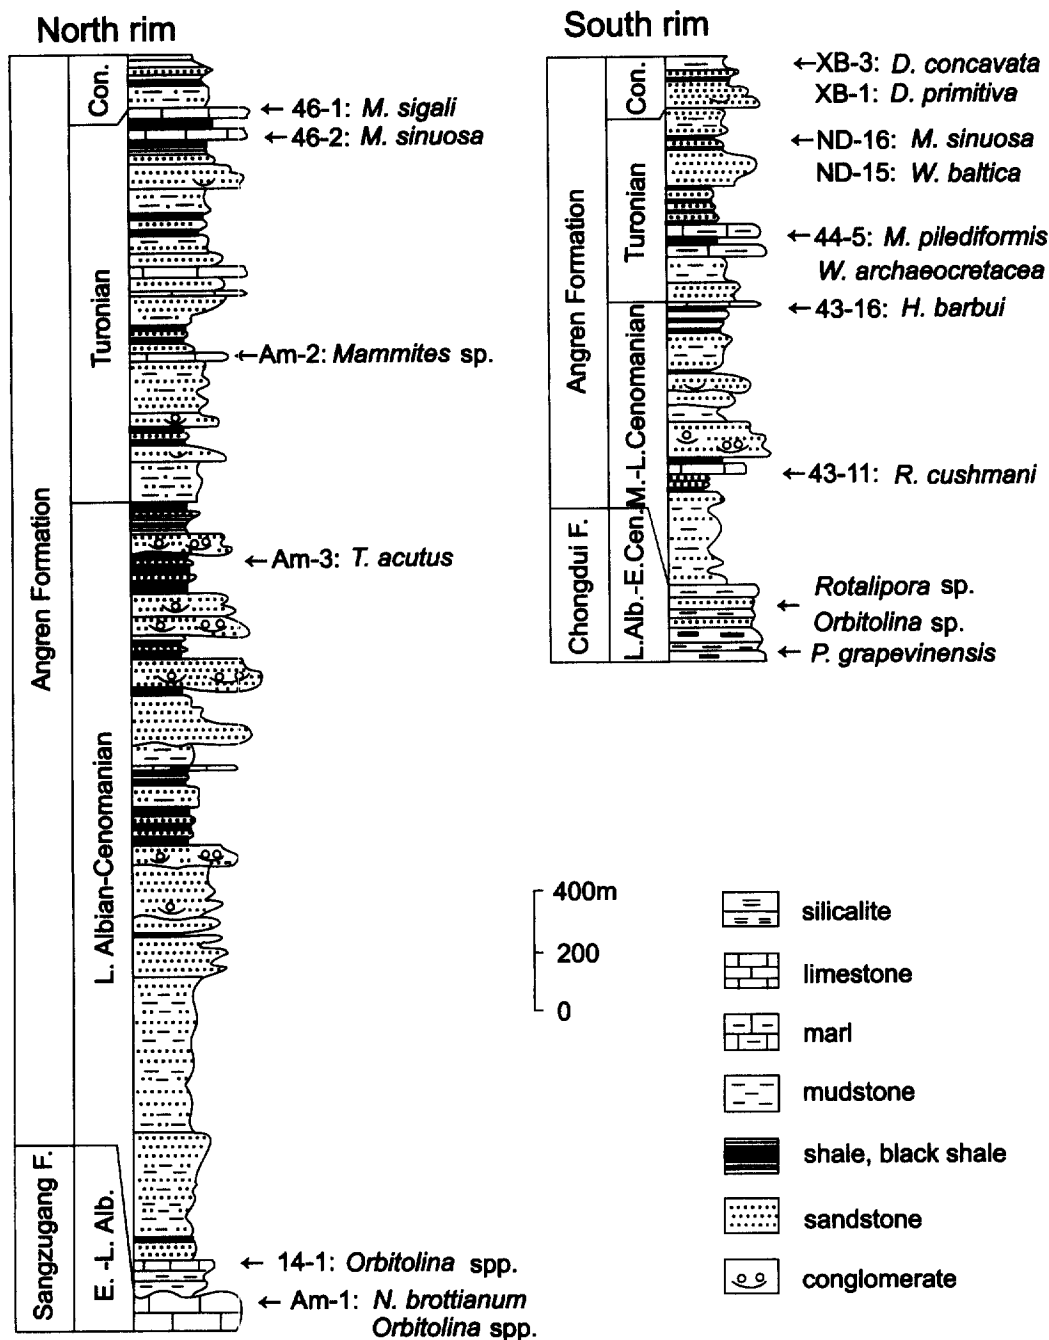 North rim
Con.
Turonian
L. Albian-Cenomanian
E. -L. Alb.
Angren Formation
Sangzugang F.
← 46-1: M. sigali
← 46-2: M. sinuosa
← Am-2: Mammites sp.
← Am-3: T. acutus
← 14-1: Orbitolina spp.
← Am-1: N. brottianum
Orbitolina spp.
South rim
Con.
Turonian
M.-L.Cenomanian
L.Alb.-E.Cen.
Angren Formation
Chongdui F.
← XB-3: D. concavata
XB-1: D. primitiva
← ND-16: M. sinuosa
ND-15: W. baltica
← 44-5: M. pilediformis
W. archaeocretacea
← 43-16: H. barbui
← 43-11: R. cushmani
Rotalipora sp.
←
Orbitolina sp.
← P. grapevinensis
400m
200
0
silicalite
limestone
marl
mudstone
shale, black shale
sandstone
conglomerate